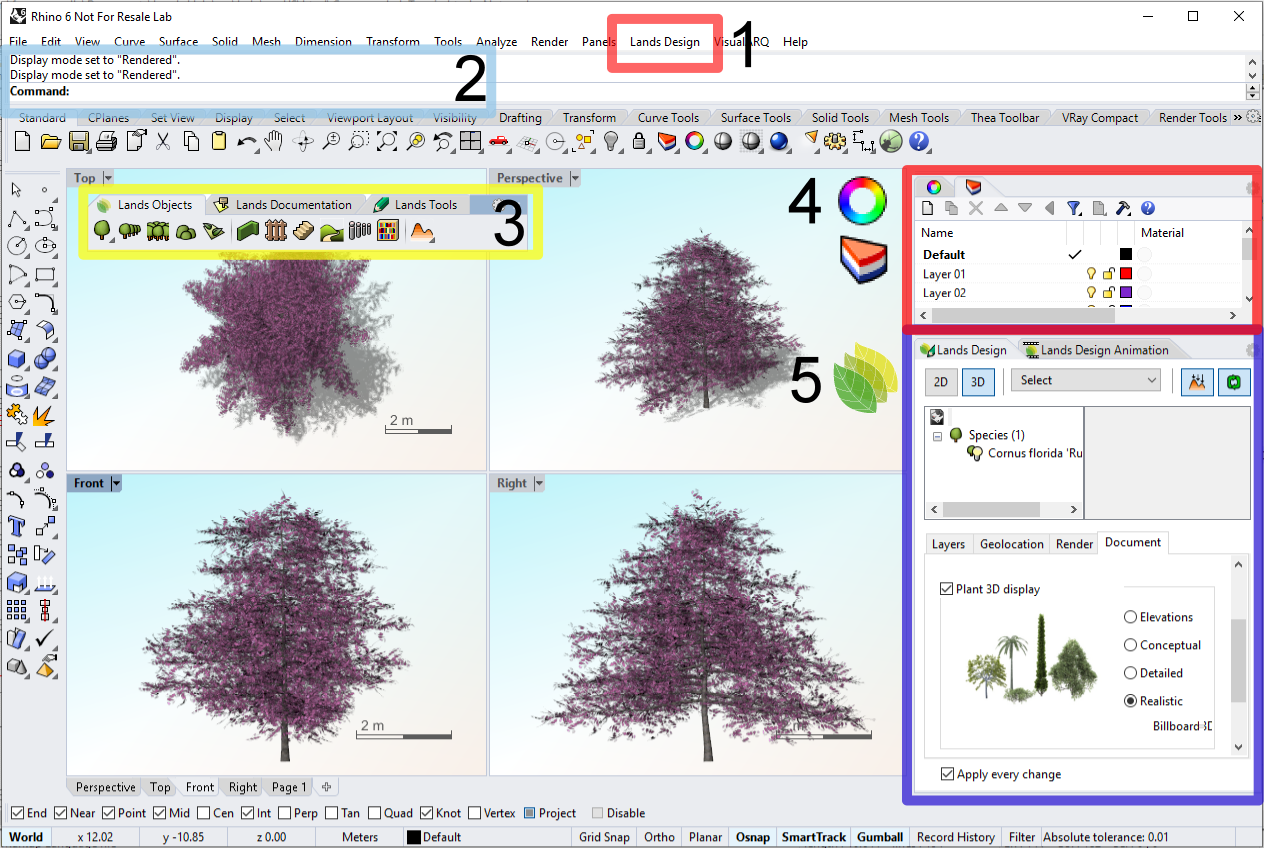 Rhino 6 Not For Resale Lab
File Edit View Curve Surface Solid Mesh Dimension Transform Tools Analyze Render Panels Lands Design VisualARQ Help
1
Display mode set to "Rendered".
Display mode set to "Rendered".
Command:
2
Standard CPlanes Set View Display Select Viewport Layout Visibility Drafting Transform Curve Tools Surface Tools Solid Tools Mesh Tools Thea Toolbar VRay Compact Render Tools »
Top
Perspective
Lands Objects Lands Documentation Lands Tools
3
4
5
2 m
Name Material
Default
Layer 01
Layer 02
Lands Design Lands Design Animation
2D 3D Select
Species (1)
Cornus florida 'Ru
Front
Right
2 m
m
Layers Geolocation Render Document
Plant 3D display
Elevations
Conceptual
Detailed
Realistic
Billboard 3D
Apply every change
Perspective Top Front Right Page 1
End Near Point Mid Cen Int Perp Tan Quad Knot Vertex Project Disable
World x 12.02 y -10.85 z 0.00 Meters Default Grid Snap Ortho Planar Osnap SmartTrack Gumball Record History Filter Absolute tolerance: 0.01